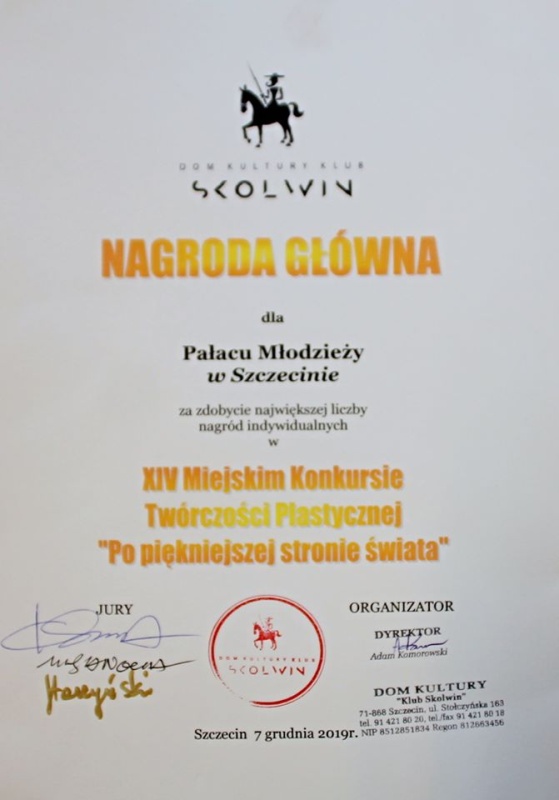 DOM KULTURY KLUB
SKOLWIN
NAGRODA GŁÓWNA
dla
Pałacu Młodzieży
w Szczecinie
za zdobycie największej liczby
nagród indywidualnych
w
XIV Miejskim Konkursie
Twórczości Plastycznej
"Po piękniejszej stronie świata"
JURY
ORGANIZATOR
DYREKTOR
Adam Komorowski
DOM KULTURY KLUB
SKOLWIN
DOM KULTURY
"Klub Skolwin"
71-868 Szczecin, ul. Stołczyńska 163
tel. 91 421 80 20, tel./fax 91 421 80 18
NIP 8512851834 Regon 812663456
Szczecin 7 grudnia 2019r.